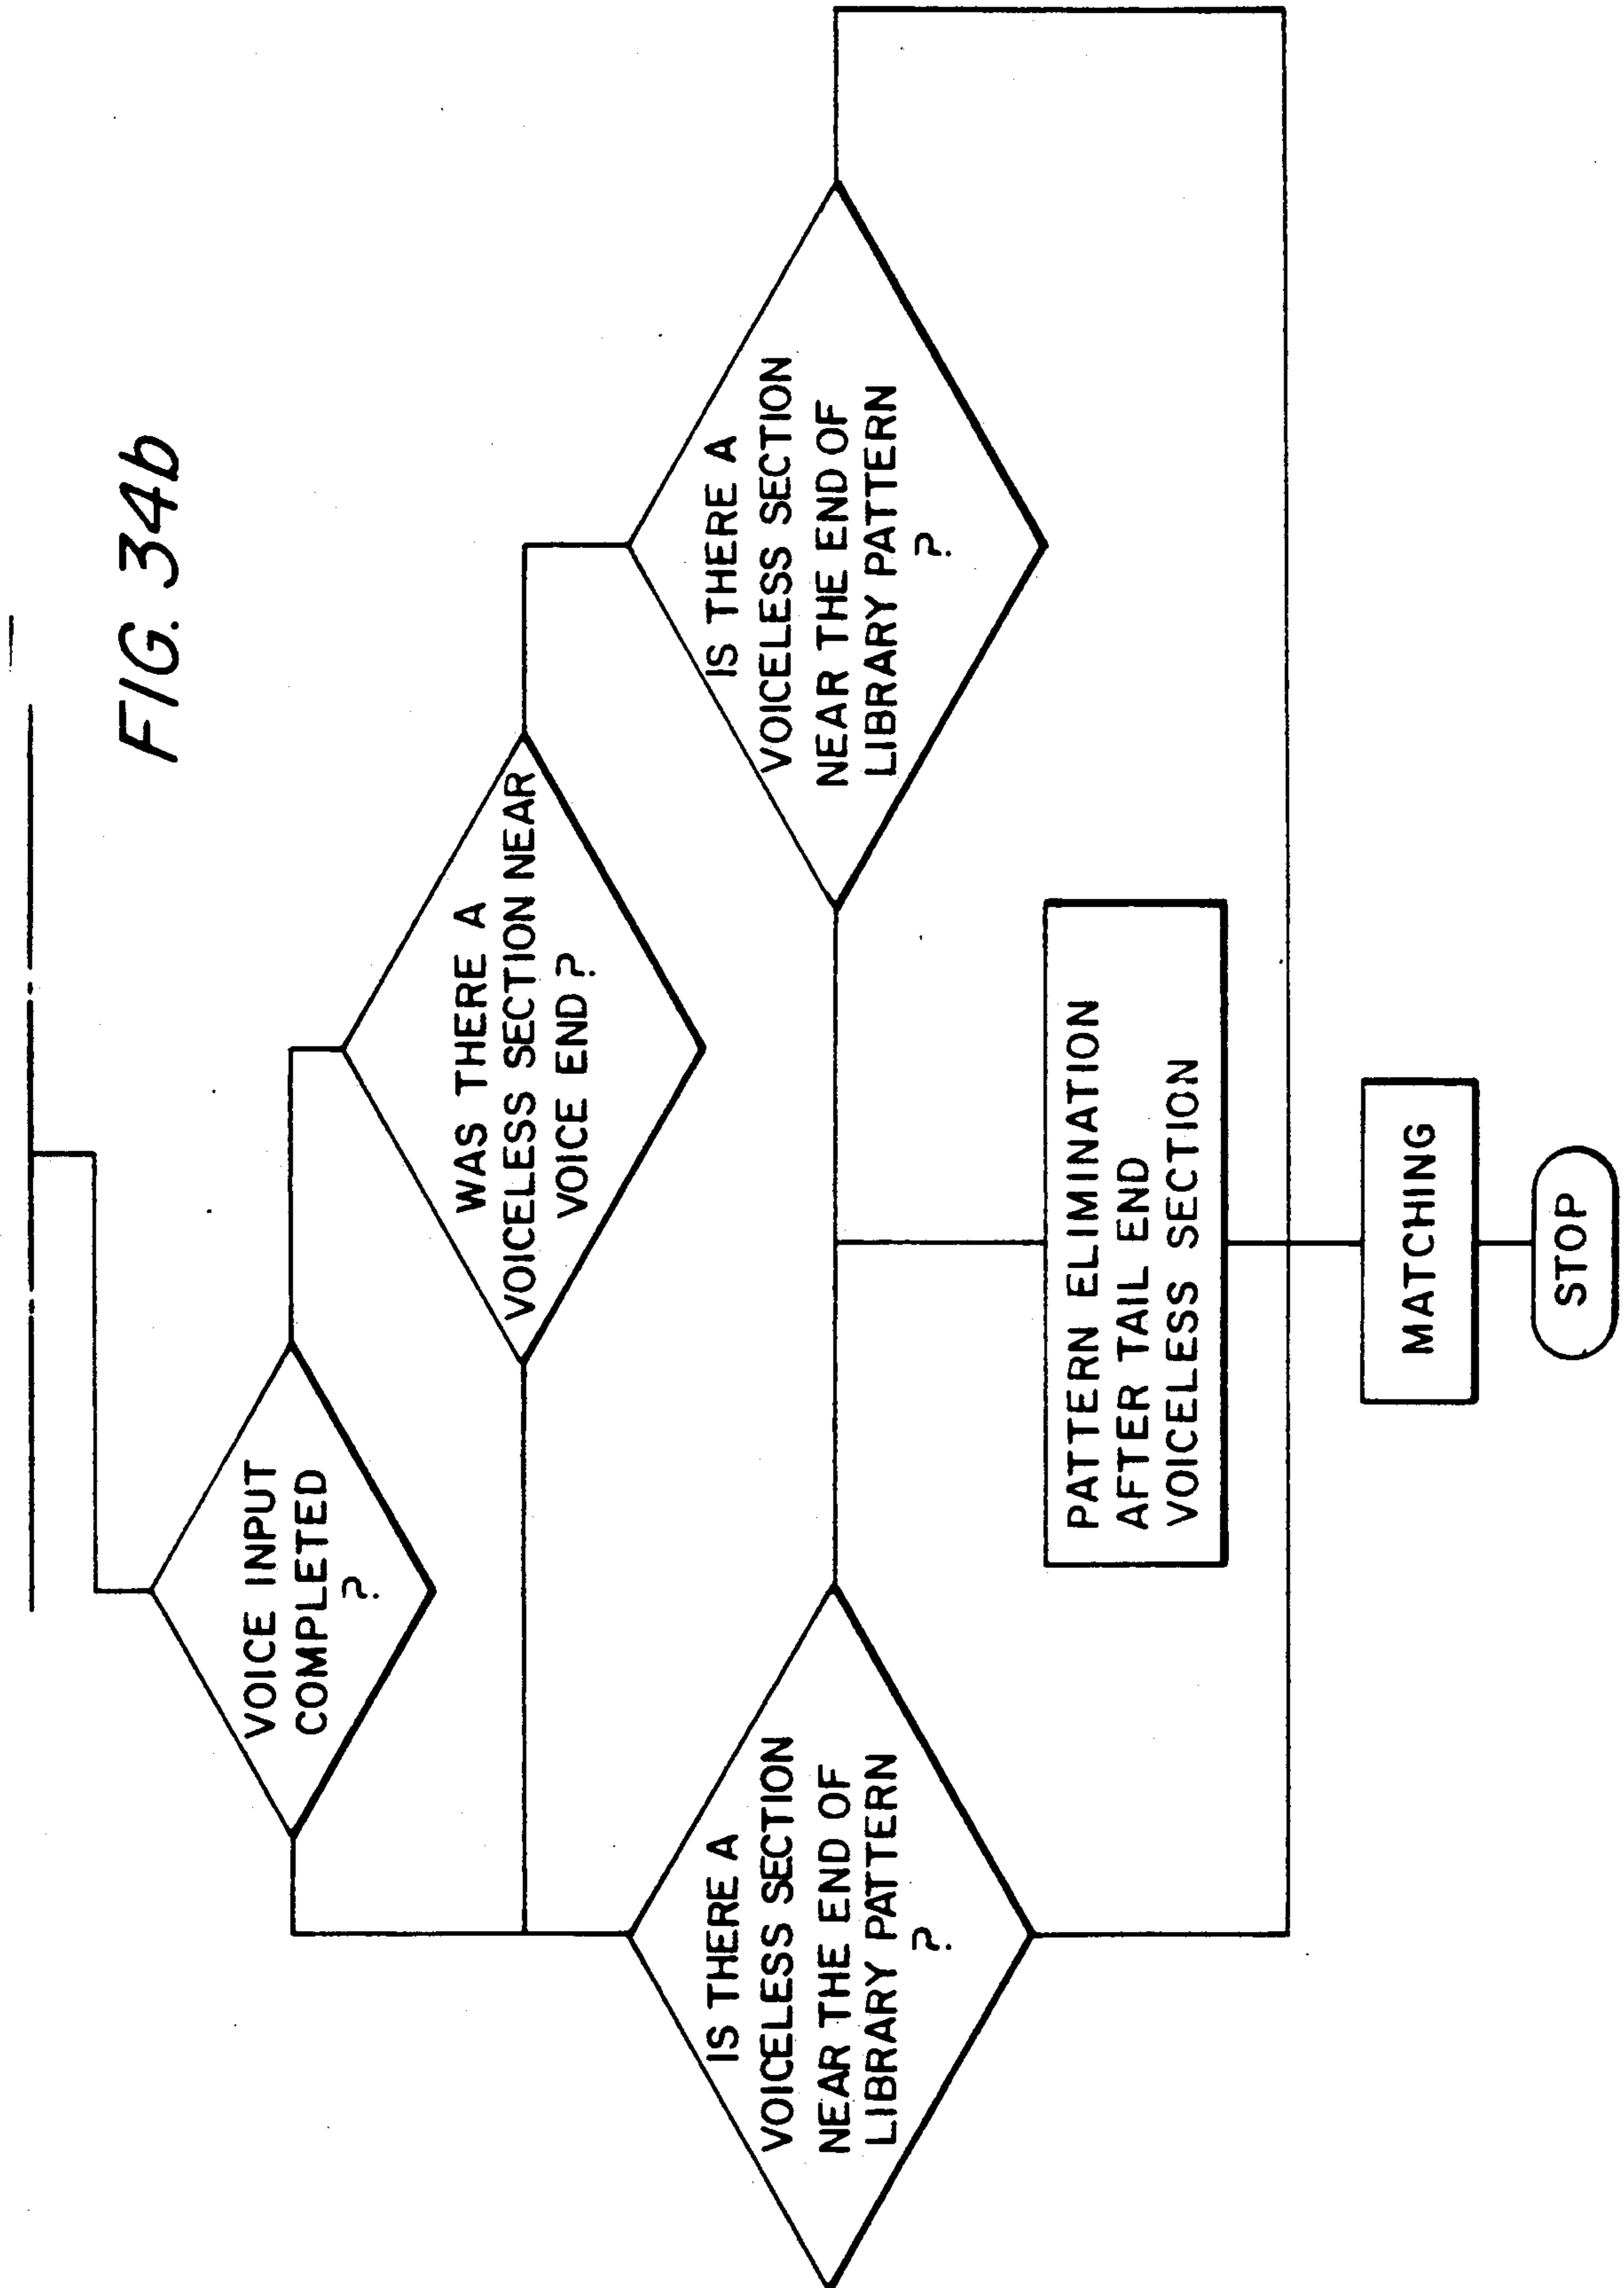 FIG. 34b
VOICE INPUT
COMPLETED
?
WAS THERE A
VOICELESS SECTION NEAR
VOICE END?
IS THERE A
VOICELESS SECTION
NEAR THE END OF
LIBRARY PATTERN
?
IS THERE A
VOICELESS SECTION
NEAR THE END OF
LIBRARY PATTERN
?
PATTERN ELIMINATION
AFTER TAIL END
VOICELESS SECTION
MATCHING
STOP